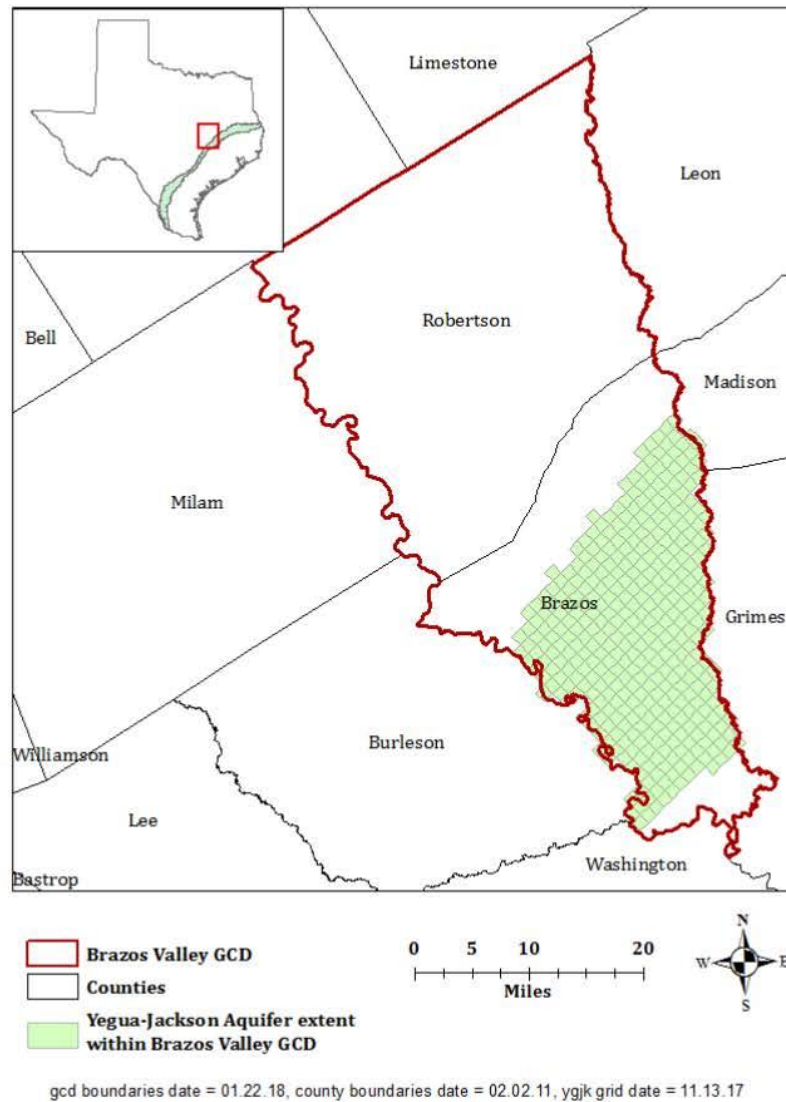 Limestone
Leon
Robertson
Bell
Madison
Milam
Brazos
Grimes
Burleson
Williamson
Lee
Washington
Bastrop
Brazos Valley GCD
Counties
Yegua-Jackson Aquifer extent
within Brazos Valley GCD
0 5 10 20
Miles
N
W E
S
gcd boundaries date = 01.22.18, county boundaries date = 02.02.11, ygjk grid date = 11.13.17